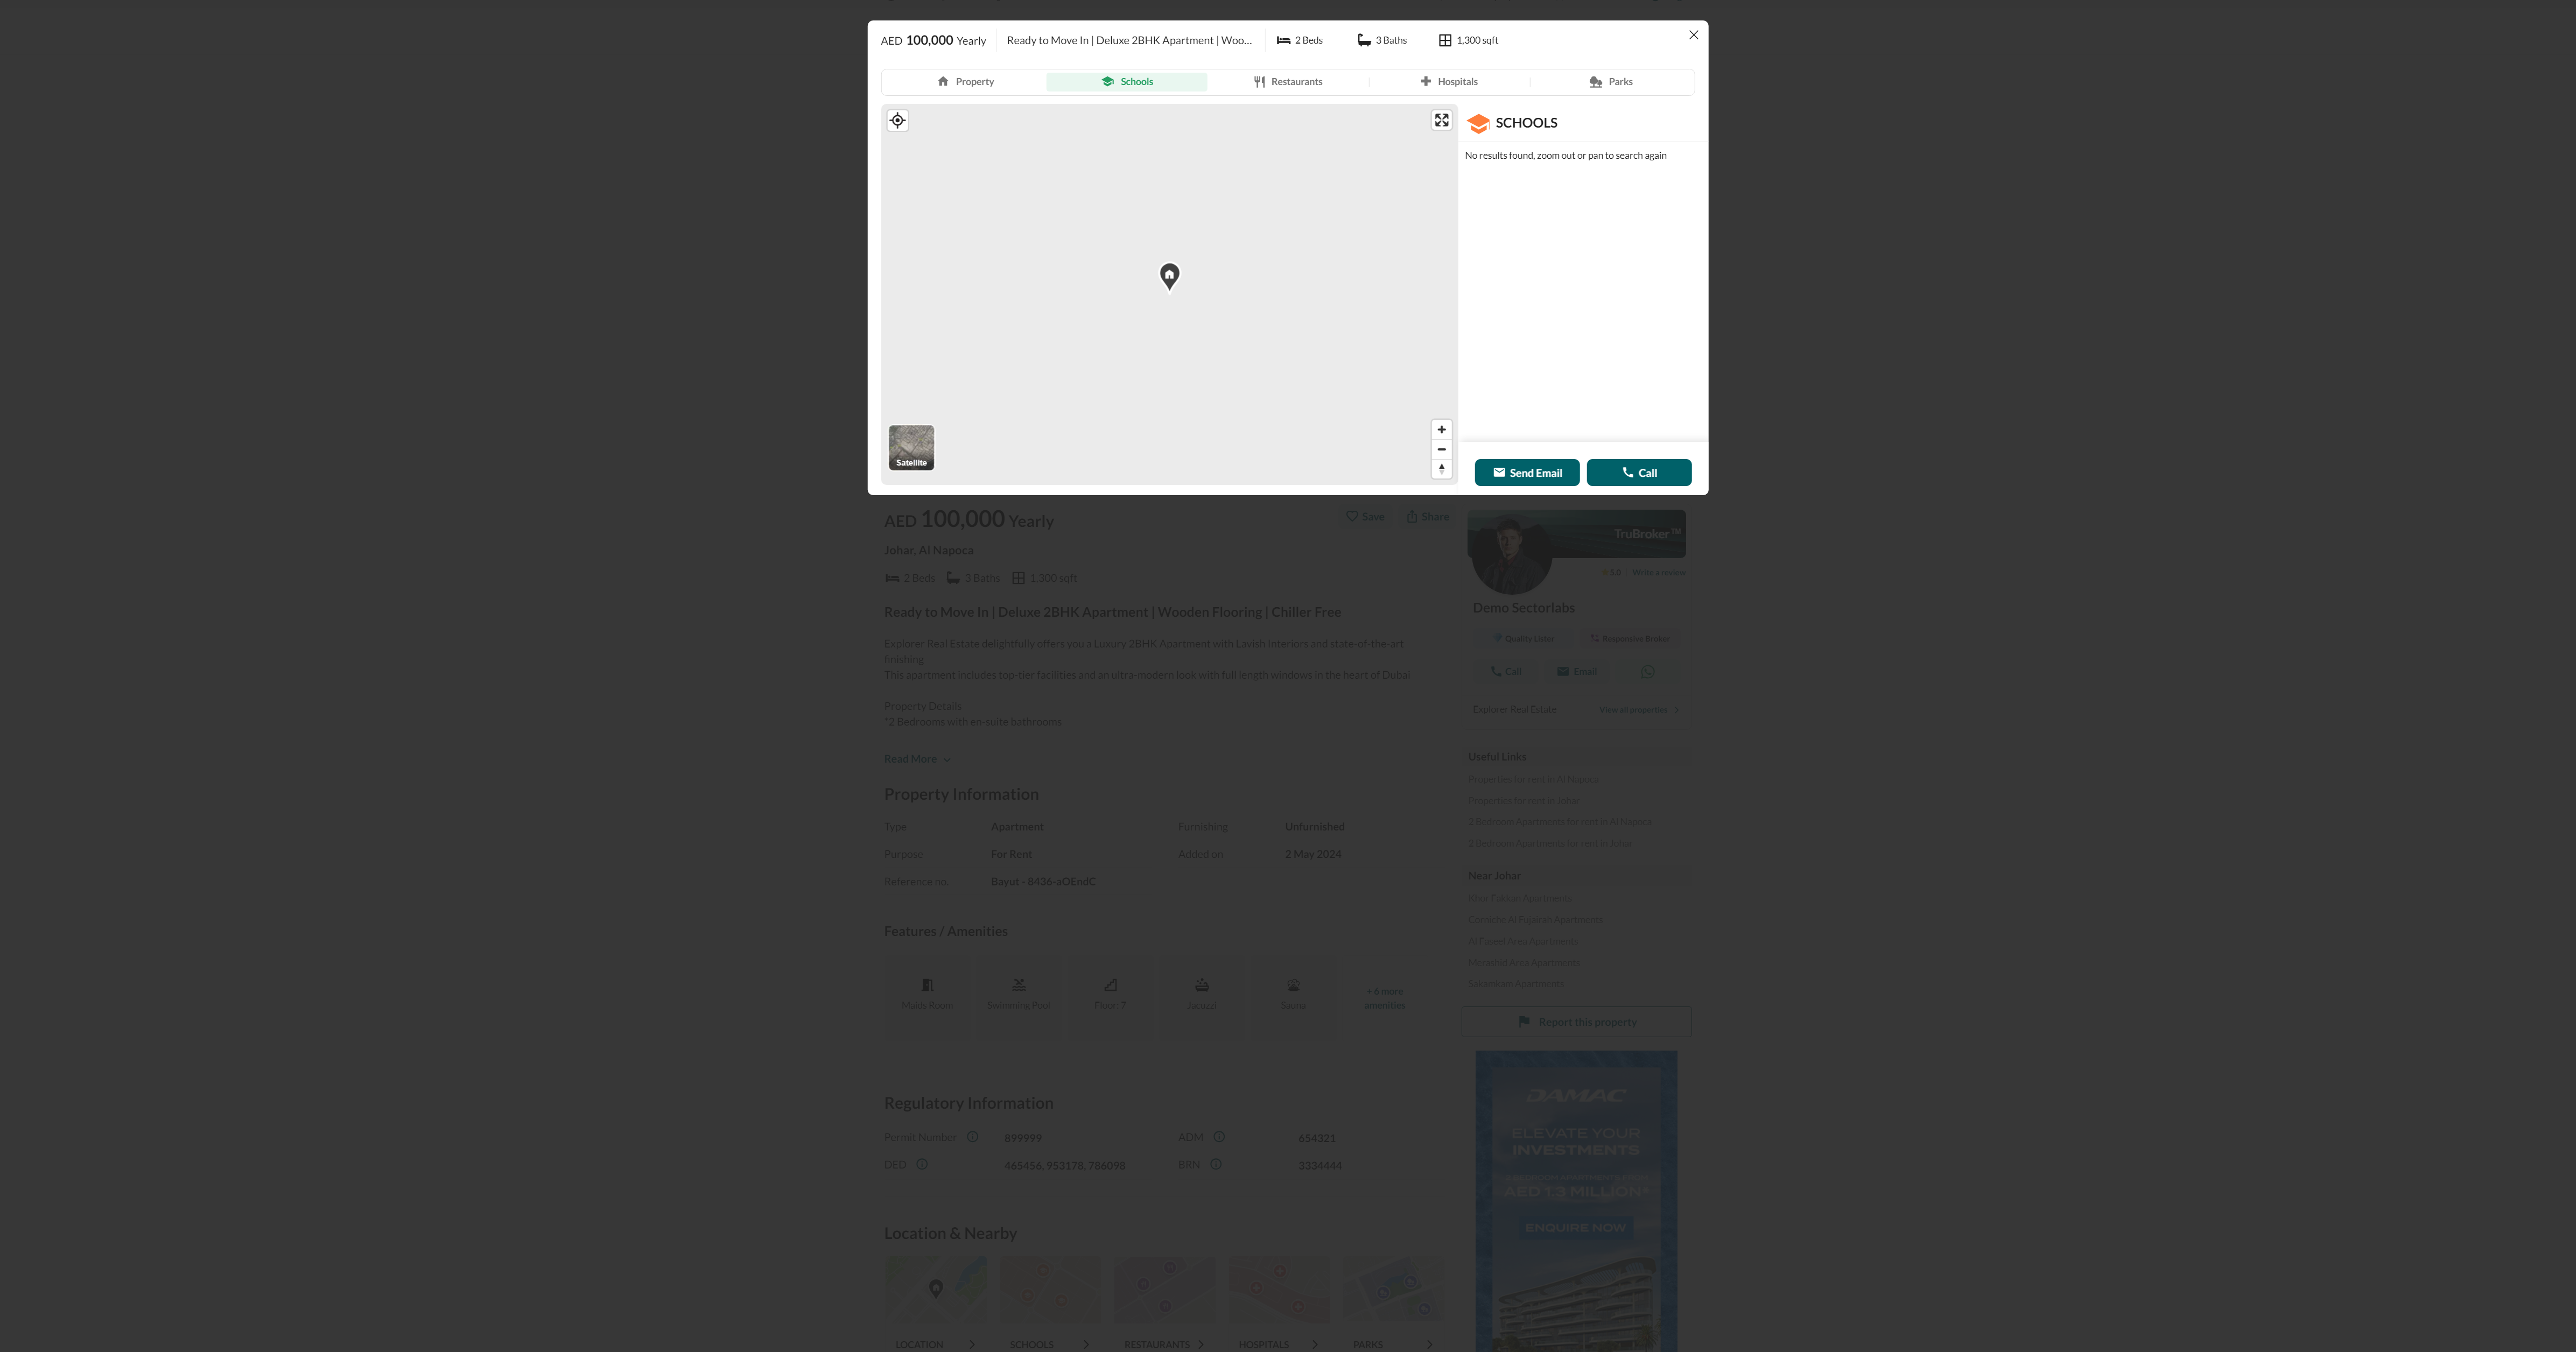 AED 100,000 Yearly
Ready to Move In | Deluxe 2BHK Apartment | Woo...
2 Beds
3 Baths
1,300 sqft
Property
Schools
Restaurants
Hospitals
Parks
SCHOOLS
No results found, zoom out or pan to search again
Satellite
Send Email
Call
AED 100,000 Yearly
Save
Share
TruBroker™
Johar, Al Napoca
5.0
Write a review
2 Beds
3 Baths
1,300 sqft
Demo Sectorlabs
Ready to Move In | Deluxe 2BHK Apartment | Wooden Flooring | Chiller Free
Quality Lister
Responsive Broker
Explorer Real Estate delightfully offers you a Luxury 2BHK Apartment with Lavish Interiors and state-of-the-art
finishing
This apartment includes top-tier facilities and an ultra-modern look with full length windows in the heart of Dubai
Call
Email
Property Details
*2 Bedrooms with en-suite bathrooms
Explorer Real Estate
View all properties
Read More
Useful Links
Properties for rent in Al Napoca
Properties for rent in Johar
2 Bedroom Apartments for rent in Al Napoca
2 Bedroom Apartments for rent in Johar
Property Information
Type
Apartment
Furnishing
Unfurnished
Purpose
For Rent
Added on
2 May 2024
Reference no.
Bayut - 8436-aOEndC
Near Johar
Khor Fakkan Apartments
Corniche Al Fujairah Apartments
Al Faseel Area Apartments
Merashid Area Apartments
Sakamkam Apartments
Features / Amenities
Maids Room
Swimming Pool
Floor: 7
Jacuzzi
Sauna
+ 6 more
amenities
Report this property
Regulatory Information
Permit Number
899999
ADM
654321
DED
465456, 953178, 786098
BRN
3334444
DAMAC
ELEVATE YOUR
INVESTMENTS
AED 1.3 MILLION*
ENQUIRE NOW
Location & Nearby
LOCATION
SCHOOLS
RESTAURANTS
HOSPITALS
PARKS